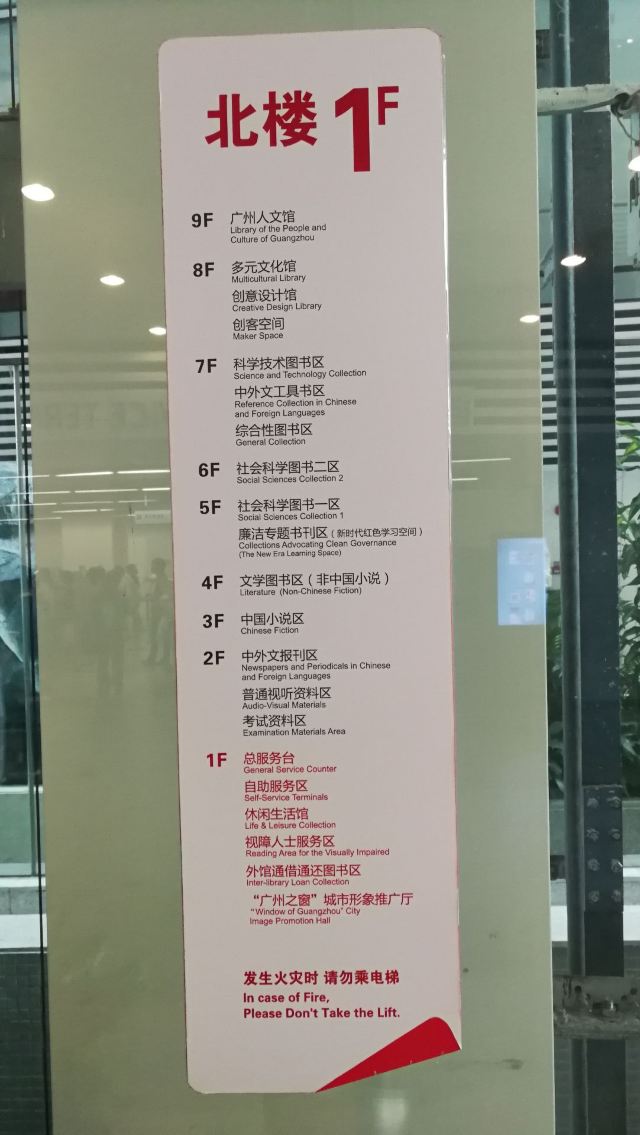 北楼 1F
9F 广州人文馆
Library of the People and
Culture of Guangzhou
8F 多元文化馆
Multicultural Library
创意设计馆
Creative Design Library
创客空间
Maker Space
7F 科学技术图书区
Science and Technology Collection
中外文工具书区
Reference Collection in Chinese
and Foreign Languages
综合性图书区
General Collection
6F 社会科学图书二区
Social Sciences Collection 2
5F 社会科学图书一区
Social Sciences Collection 1
廉洁专题书刊区（新时代红色学习空间）
Collections Advocating Clean Governance
(The New Era Learning Space)
4F 文学图书区（非中国小说）
Literature (Non-Chinese Fiction)
3F 中国小说区
Chinese Fiction
2F 中外文报刊区
Newspapers and Periodicals in Chinese
and Foreign Languages
普通视听资料区
Audio-Visual Materials
考试资料区
Examination Materials Area
1F 总服务台
General Service Counter
自助服务区
Self-Service Terminals
休闲生活馆
Life & Leisure Collection
视障人士服务区
Reading Area for the Visually Impaired
外馆通借通还图书区
Inter-library Loan Collection
“广州之窗”城市形象推广厅
“Window of Guangzhou” City
Image Promotion Hall
发生火灾时 请勿乘电梯
In case of Fire,
Please Don't Take the Lift.